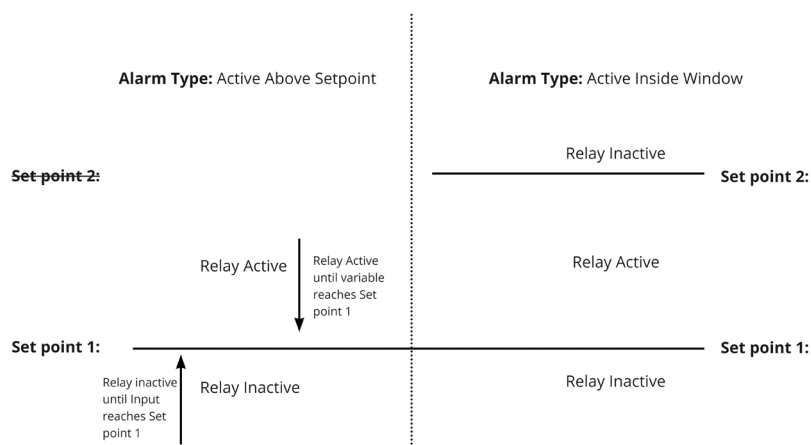 Alarm Type: Active Above Setpoint
Alarm Type: Active Inside Window
Set point 2:
Relay Inactive
Set point 2:
Relay Active
Relay Active
until variable
reaches Set
point 1
Relay Active
Set point 1:
Set point 1:
Relay inactive
until Input
reaches Set
point 1
Relay Inactive
Relay Inactive